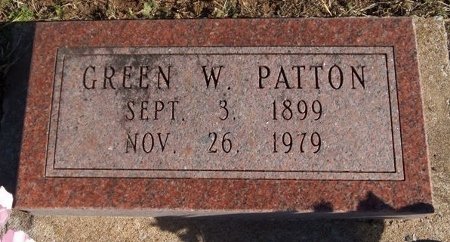 GREEN W. PATTON
SEPT. 3. 1899
NOV. 26. 1979